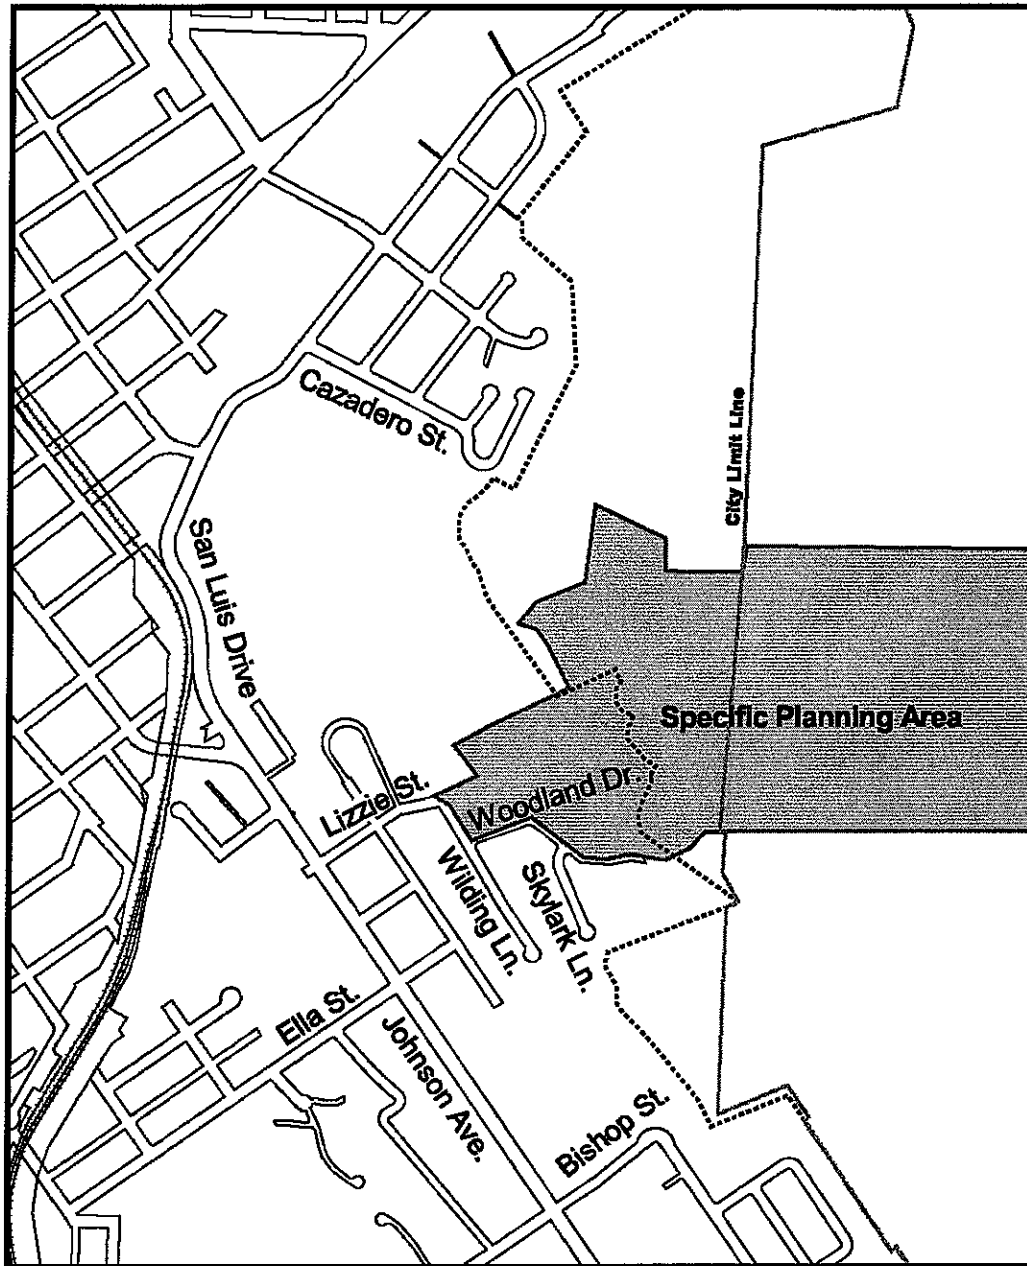 Cazadero St.
City Limit Line
San Luis Drive
Specific Planning Area
Woodland Dr.
Lizzie St.
Wilding Ln.
Skylark Ln.
Ella St.
Johnson Ave.
Bishop St.